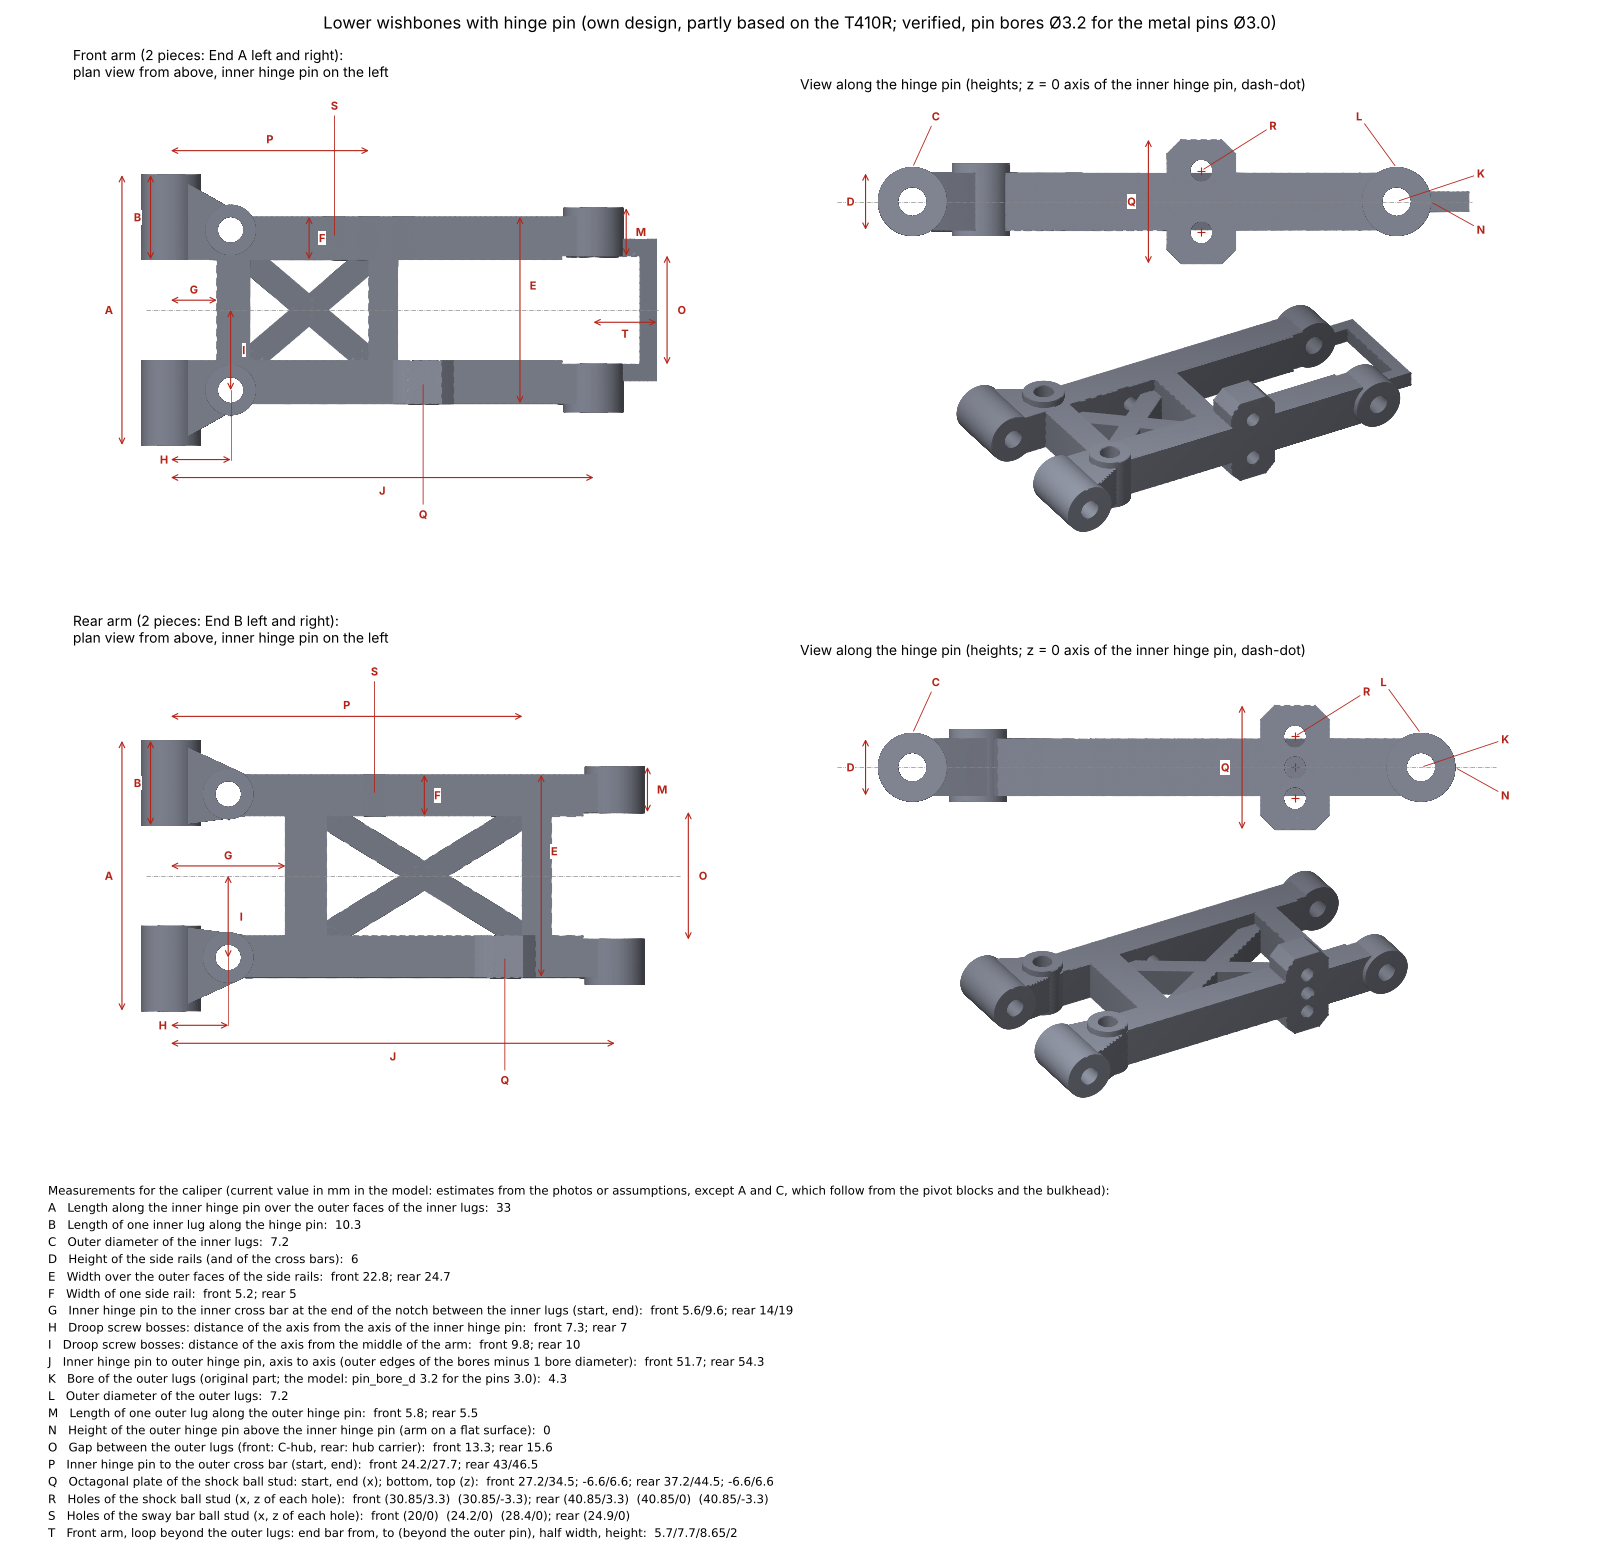 Lower wishbones with hinge pin (own design, partly based on the T410R; verified, pin bores Ø3.2 for the metal pins Ø3.0)
Front arm (2 pieces: End A left and right):
plan view from above, inner hinge pin on the left
View along the hinge pin (heights; z = 0 axis of the inner hinge pin, dash-dot)
S
P
B
F
M
G
A
E
O
T
I
H
J
Q
C
R
L
K
D
Q
N
Rear arm (2 pieces: End B left and right):
plan view from above, inner hinge pin on the left
View along the hinge pin (heights; z = 0 axis of the inner hinge pin, dash-dot)
S
P
B
F
M
G
E
A
O
I
H
J
Q
C
R
L
K
D
Q
N
Measurements for the caliper (current value in mm in the model: estimates from the photos or assumptions, except A and C, which follow from the pivot blocks and the bulkhead):
A Length along the inner hinge pin over the outer faces of the inner lugs: 33
B Length of one inner lug along the hinge pin: 10.3
C Outer diameter of the inner lugs: 7.2
D Height of the side rails (and of the cross bars): 6
E Width over the outer faces of the side rails: front 22.8; rear 24.7
F Width of one side rail: front 5.2; rear 5
G Inner hinge pin to the inner cross bar at the end of the notch between the inner lugs (start, end): front 5.6/9.6; rear 14/19
H Droop screw bosses: distance of the axis from the axis of the inner hinge pin: front 7.3; rear 7
I Droop screw bosses: distance of the axis from the middle of the arm: front 9.8; rear 10
J Inner hinge pin to outer hinge pin, axis to axis (outer edges of the bores minus 1 bore diameter): front 51.7; rear 54.3
K Bore of the outer lugs (original part; the model: pin_bore_d 3.2 for the pins 3.0): 4.3
L Outer diameter of the outer lugs: 7.2
M Length of one outer lug along the outer hinge pin: front 5.8; rear 5.5
N Height of the outer hinge pin above the inner hinge pin (arm on a flat surface): 0
O Gap between the outer lugs (front: C-hub, rear: hub carrier): front 13.3; rear 15.6
P Inner hinge pin to the outer cross bar (start, end): front 24.2/27.7; rear 43/46.5
Q Octagonal plate of the shock ball stud: start, end (x); bottom, top (z): front 27.2/34.5; -6.6/6.6; rear 37.2/44.5; -6.6/6.6
R Holes of the shock ball stud (x, z of each hole): front (30.85/3.3) (30.85/-3.3); rear (40.85/3.3) (40.85/0) (40.85/-3.3)
S Holes of the sway bar ball stud (x, z of each hole): front (20/0) (24.2/0) (28.4/0); rear (24.9/0)
T Front arm, loop beyond the outer lugs: end bar from, to (beyond the outer pin), half width, height: 5.7/7.7/8.65/2